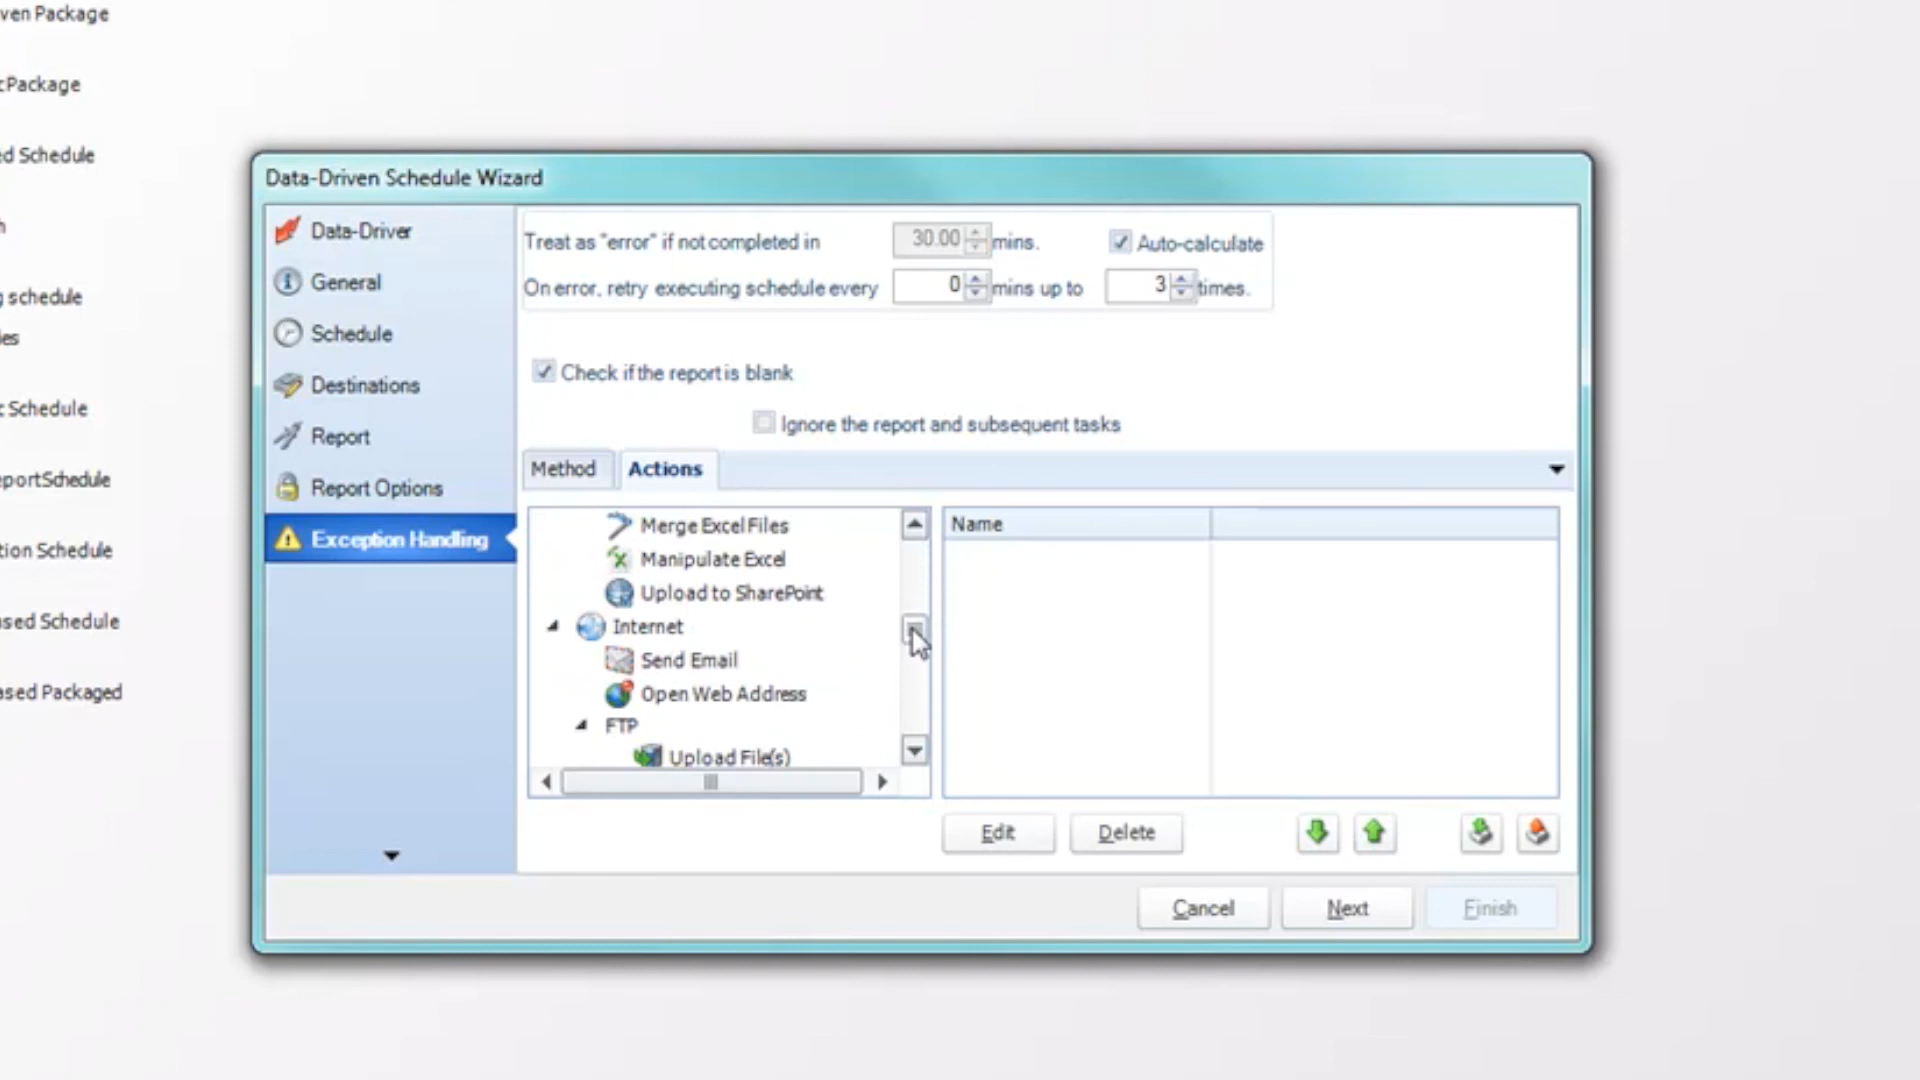 ven Package
Package
ed Schedule
schedule
Schedule
portSchedule
tion Schedule
sed Schedule
ased Packaged
Data-Driven Schedule Wizard
Data-Driver
General
Schedule
Destinations
Report
Report Options
Exception Handling
Treat as "error" if not completed in 30.00 mins. Auto-calculate
On error, retry executing schedule every 0 mins up to 3 times.
Check if the report is blank
Ignore the report and subsequent tasks
Method Actions
Merge Excel Files
Manipulate Excel
Upload to SharePoint
Internet
Send Email
Open Web Address
FTP
Upload File(s)
Name
Edit Delete
Cancel Next Finish